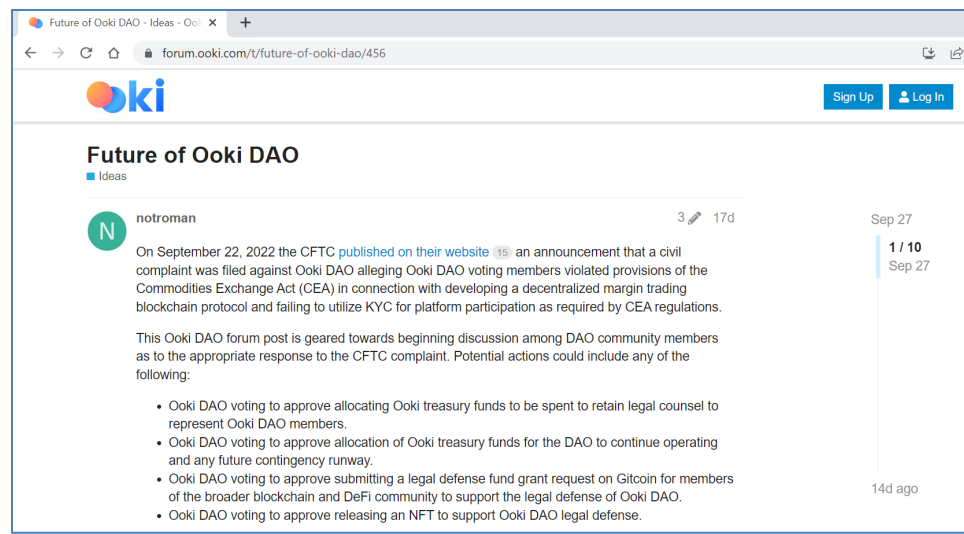 Future of Ooki DAO - Ideas - Oo
forum.ooki.com/t/future-of-ooki-dao/456
Ooki
Sign Up
Log In
Future of Ooki DAO
Ideas
N
notroman
3
17d
On September 22, 2022 the CFTC published on their website 15 an announcement that a civil
complaint was filed against Ooki DAO alleging Ooki DAO voting members violated provisions of the
Commodities Exchange Act (CEA) in connection with developing a decentralized margin trading
blockchain protocol and failing to utilize KYC for platform participation as required by CEA regulations.
This Ooki DAO forum post is geared towards beginning discussion among DAO community members
as to the appropriate response to the CFTC complaint. Potential actions could include any of the
following:
• Ooki DAO voting to approve allocating Ooki treasury funds to be spent to retain legal counsel to
represent Ooki DAO members.
• Ooki DAO voting to approve allocation of Ooki treasury funds for the DAO to continue operating
and any future contingency runway.
• Ooki DAO voting to approve submitting a legal defense fund grant request on Gitcoin for members
of the broader blockchain and DeFi community to support the legal defense of Ooki DAO.
• Ooki DAO voting to approve releasing an NFT to support Ooki DAO legal defense.
Sep 27
1 / 10
Sep 27
14d ago